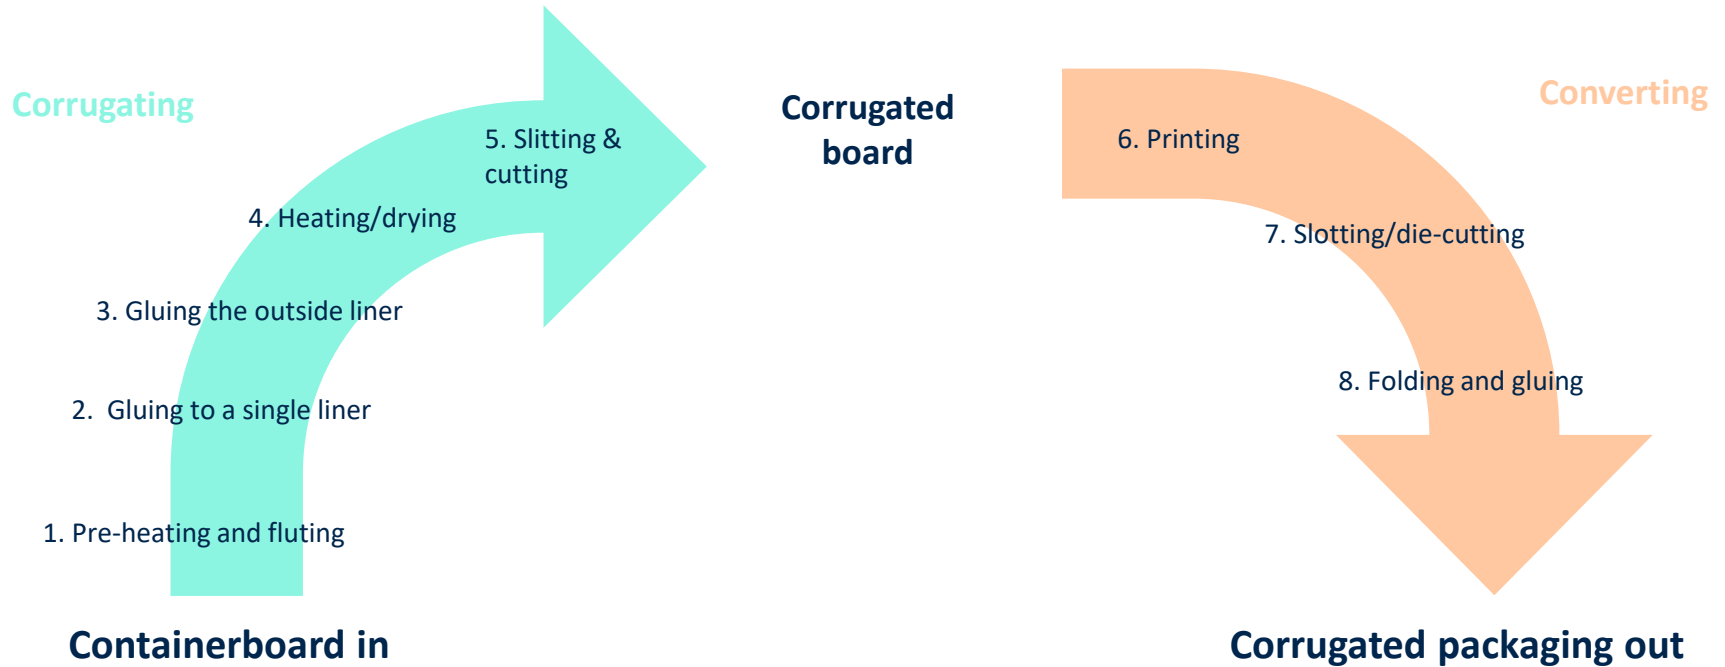 Corrugating
5. Slitting &
cutting
4. Heating/drying
3. Gluing the outside liner
2. Gluing to a single liner
1. Pre-heating and fluting
Containerboard in
Corrugated
board
Converting
6. Printing
7. Slotting/die-cutting
8. Folding and gluing
Corrugated packaging out